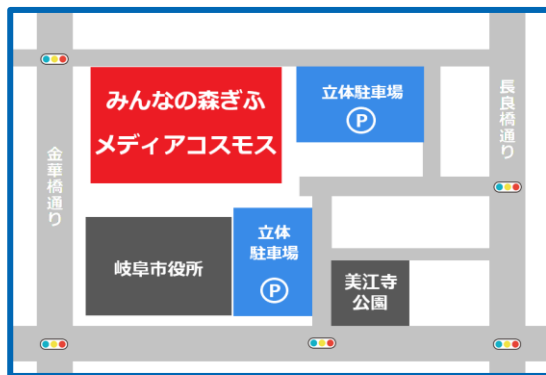 みんなの森ぎふ
メディアコスモス
立体駐車場
P
長良橋通り
金華橋通り
岐阜市役所
立体
駐車場
P
美江寺
公園